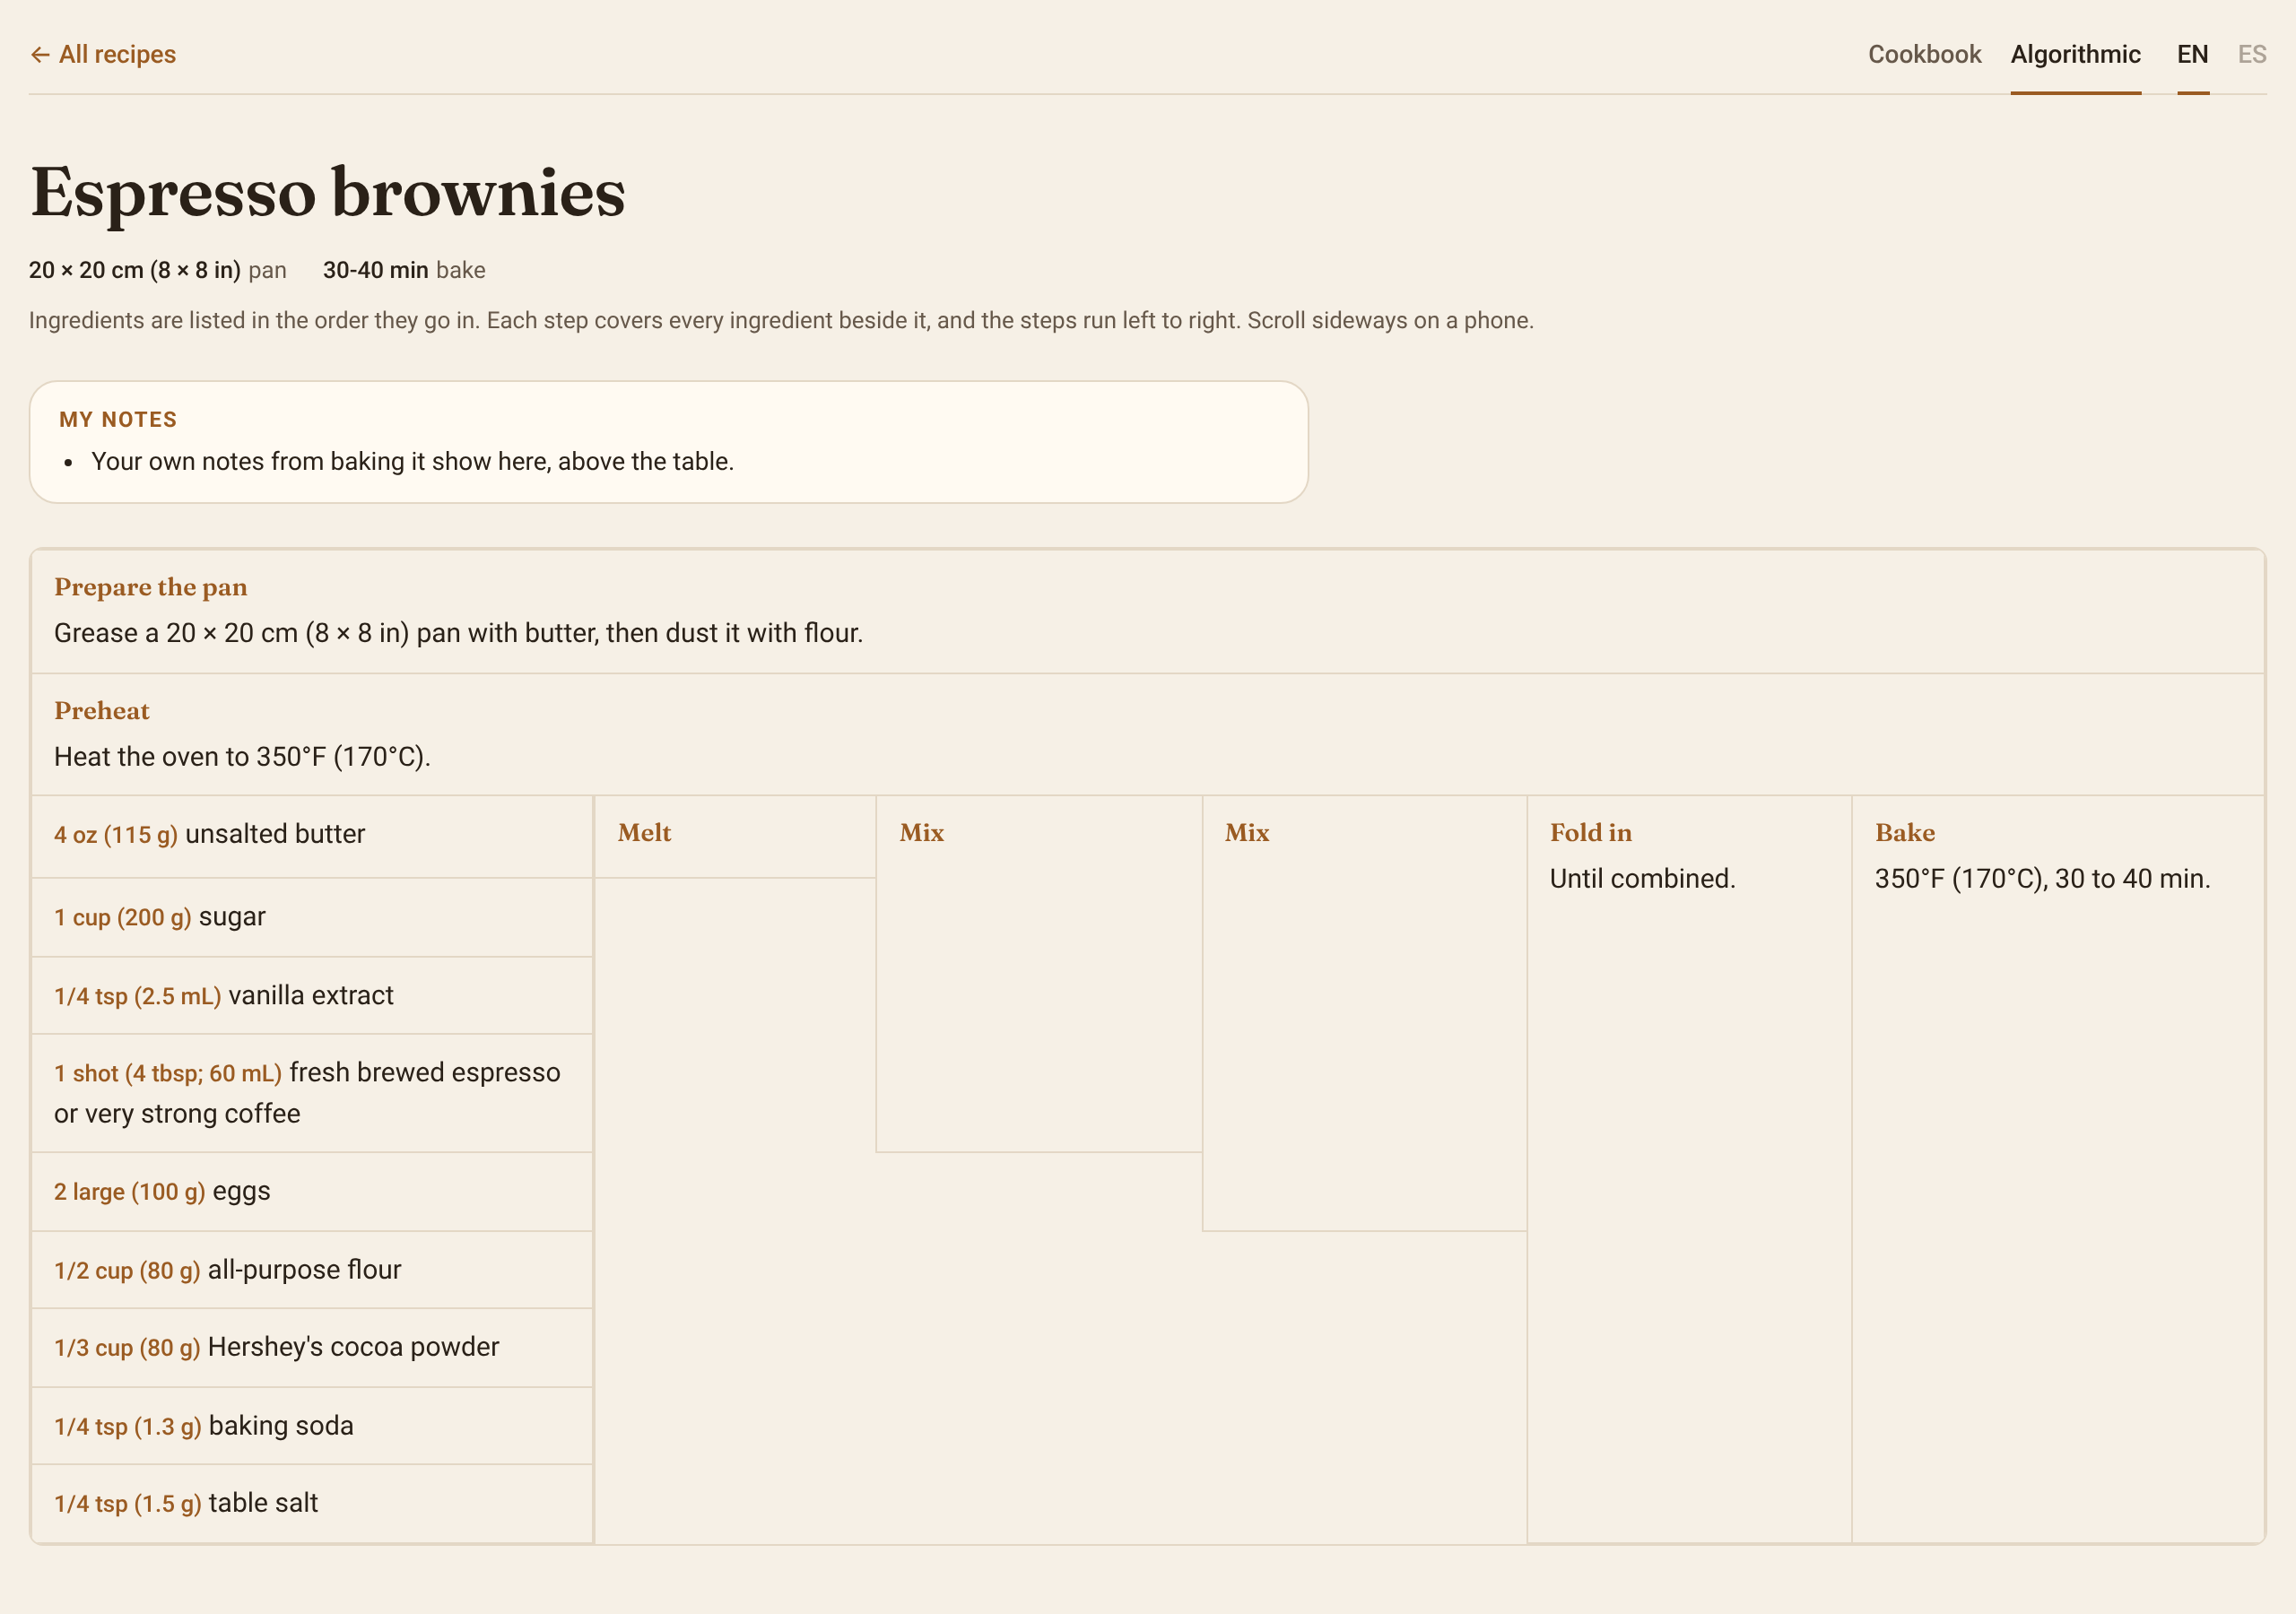 ← All recipes
Cookbook Algorithmic EN ES
Espresso brownies
20 × 20 cm (8 × 8 in) pan 30-40 min bake
Ingredients are listed in the order they go in. Each step covers every ingredient beside it, and the steps run left to right. Scroll sideways on a phone.
MY NOTES
• Your own notes from baking it show here, above the table.
Prepare the pan
Grease a 20 × 20 cm (8 × 8 in) pan with butter, then dust it with flour.
Preheat
Heat the oven to 350°F (170°C).
4 oz (115 g) unsalted butter
Melt
Mix
Mix
Fold in
Until combined.
Bake
350°F (170°C), 30 to 40 min.
1 cup (200 g) sugar
1/4 tsp (2.5 mL) vanilla extract
1 shot (4 tbsp; 60 mL) fresh brewed espresso
or very strong coffee
2 large (100 g) eggs
1/2 cup (80 g) all-purpose flour
1/3 cup (80 g) Hershey's cocoa powder
1/4 tsp (1.3 g) baking soda
1/4 tsp (1.5 g) table salt